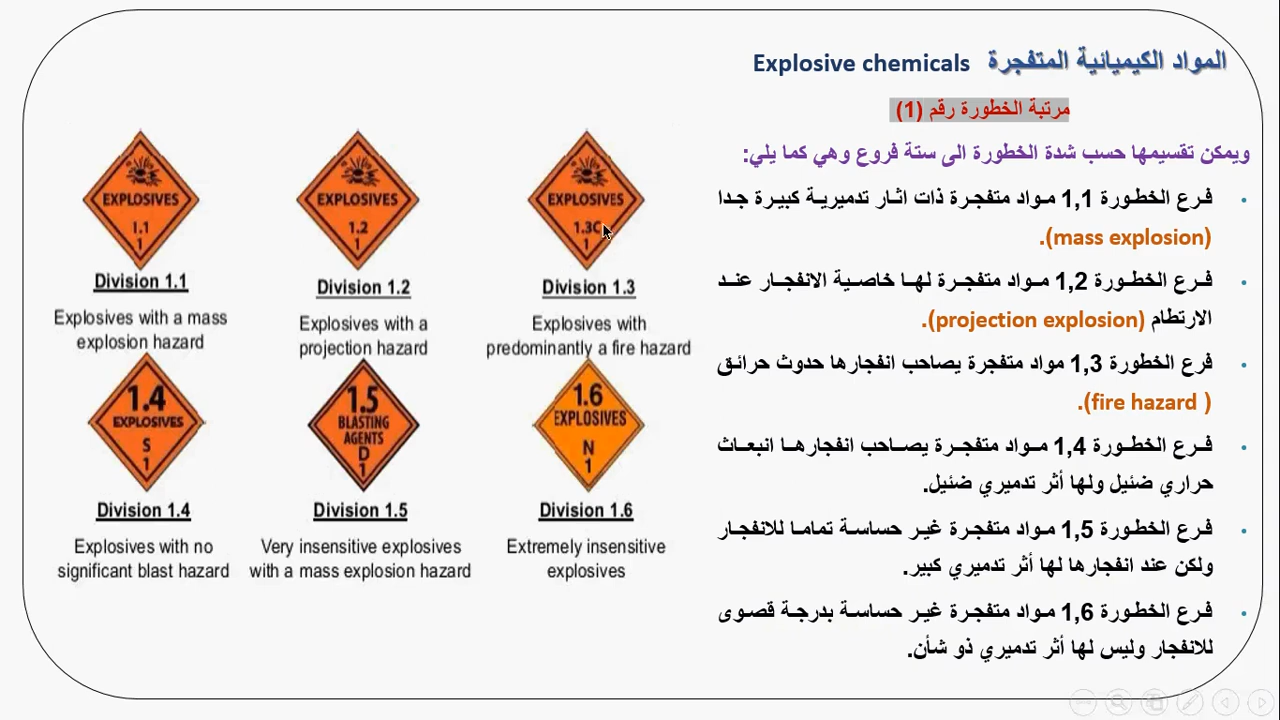 المواد الكيميائية المتفجرة Explosive chemicals
مرتبة الخطورة رقم (1)
ويمكن تقسيمها حسب شدة الخطورة الى ستة فروع وهي كما يلي:
• فرع الخطورة 1,1 مواد متفجرة ذات اثار تدميرية كبيرة جدا
(mass explosion).
• فرع الخطورة 1,2 مواد متفجرة لها خاصية الانفجار عند
الارتطام (projection explosion).
• فرع الخطورة 1,3 مواد متفجرة يصاحب انفجارها حدوث حرائق
( fire hazard).
• فرع الخطورة 1,4 مواد متفجرة يصاحب انفجارها انبعاث
حراري ضئيل ولها أثر تدميري ضئيل.
• فرع الخطورة 1,5 مواد متفجرة غير حساسة تماما للانفجار
ولكن عند انفجارها لها أثر تدميري كبير.
• فرع الخطورة 1,6 مواد متفجرة غير حساسة بدرجة قصوى
للانفجار وليس لها أثر تدميري ذو شأن.
EXPLOSIVES
1.1
1
Division 1.1
Explosives with a mass
explosion hazard
EXPLOSIVES
1.2
1
Division 1.2
Explosives with a
projection hazard
EXPLOSIVES
1.3C
1
Division 1.3
Explosives with
predominantly a fire hazard
1.4
EXPLOSIVES
S
1
Division 1.4
Explosives with no
significant blast hazard
1.5
BLASTING
AGENTS
D
1
Division 1.5
Very insensitive explosives
with a mass explosion hazard
1.6
EXPLOSIVES
N
1
Division 1.6
Extremely insensitive
explosives